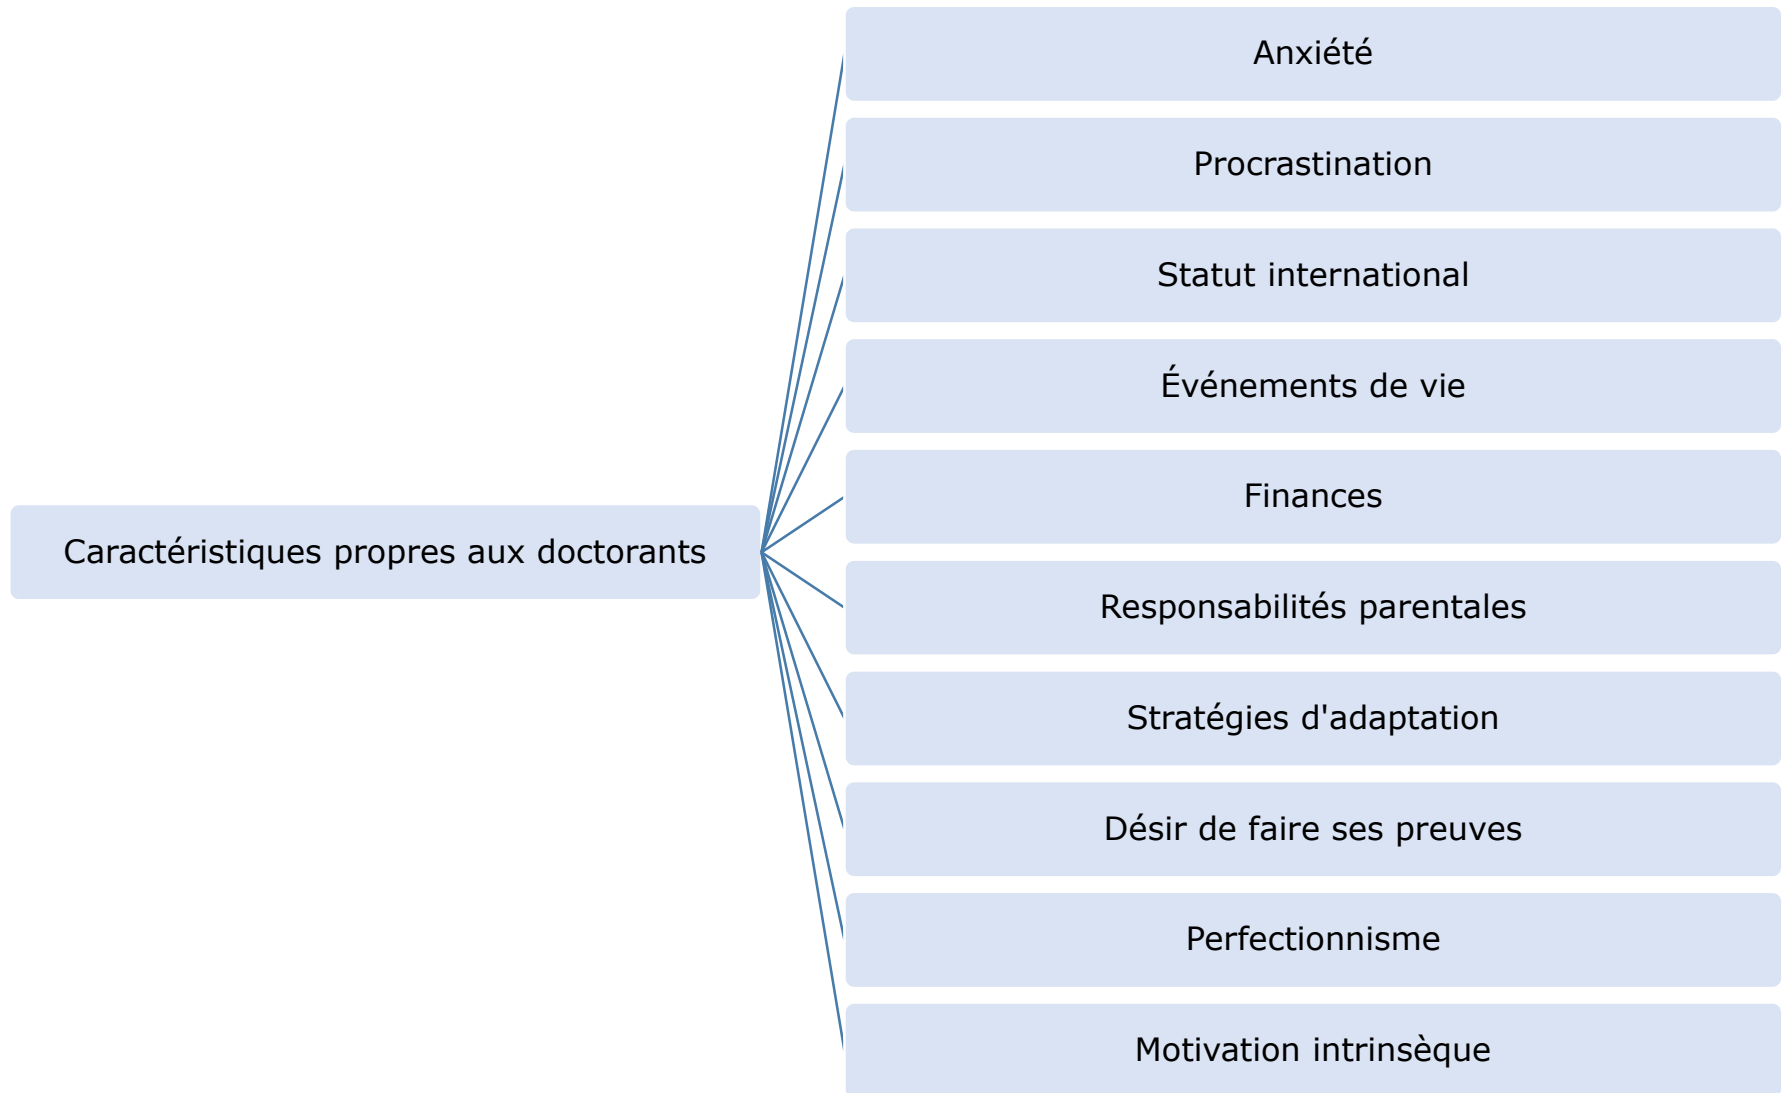 Caractéristiques propres aux doctorants
Anxiété
Procrastination
Statut international
Événements de vie
Finances
Responsabilités parentales
Stratégies d'adaptation
Désir de faire ses preuves
Perfectionnisme
Motivation intrinsèque